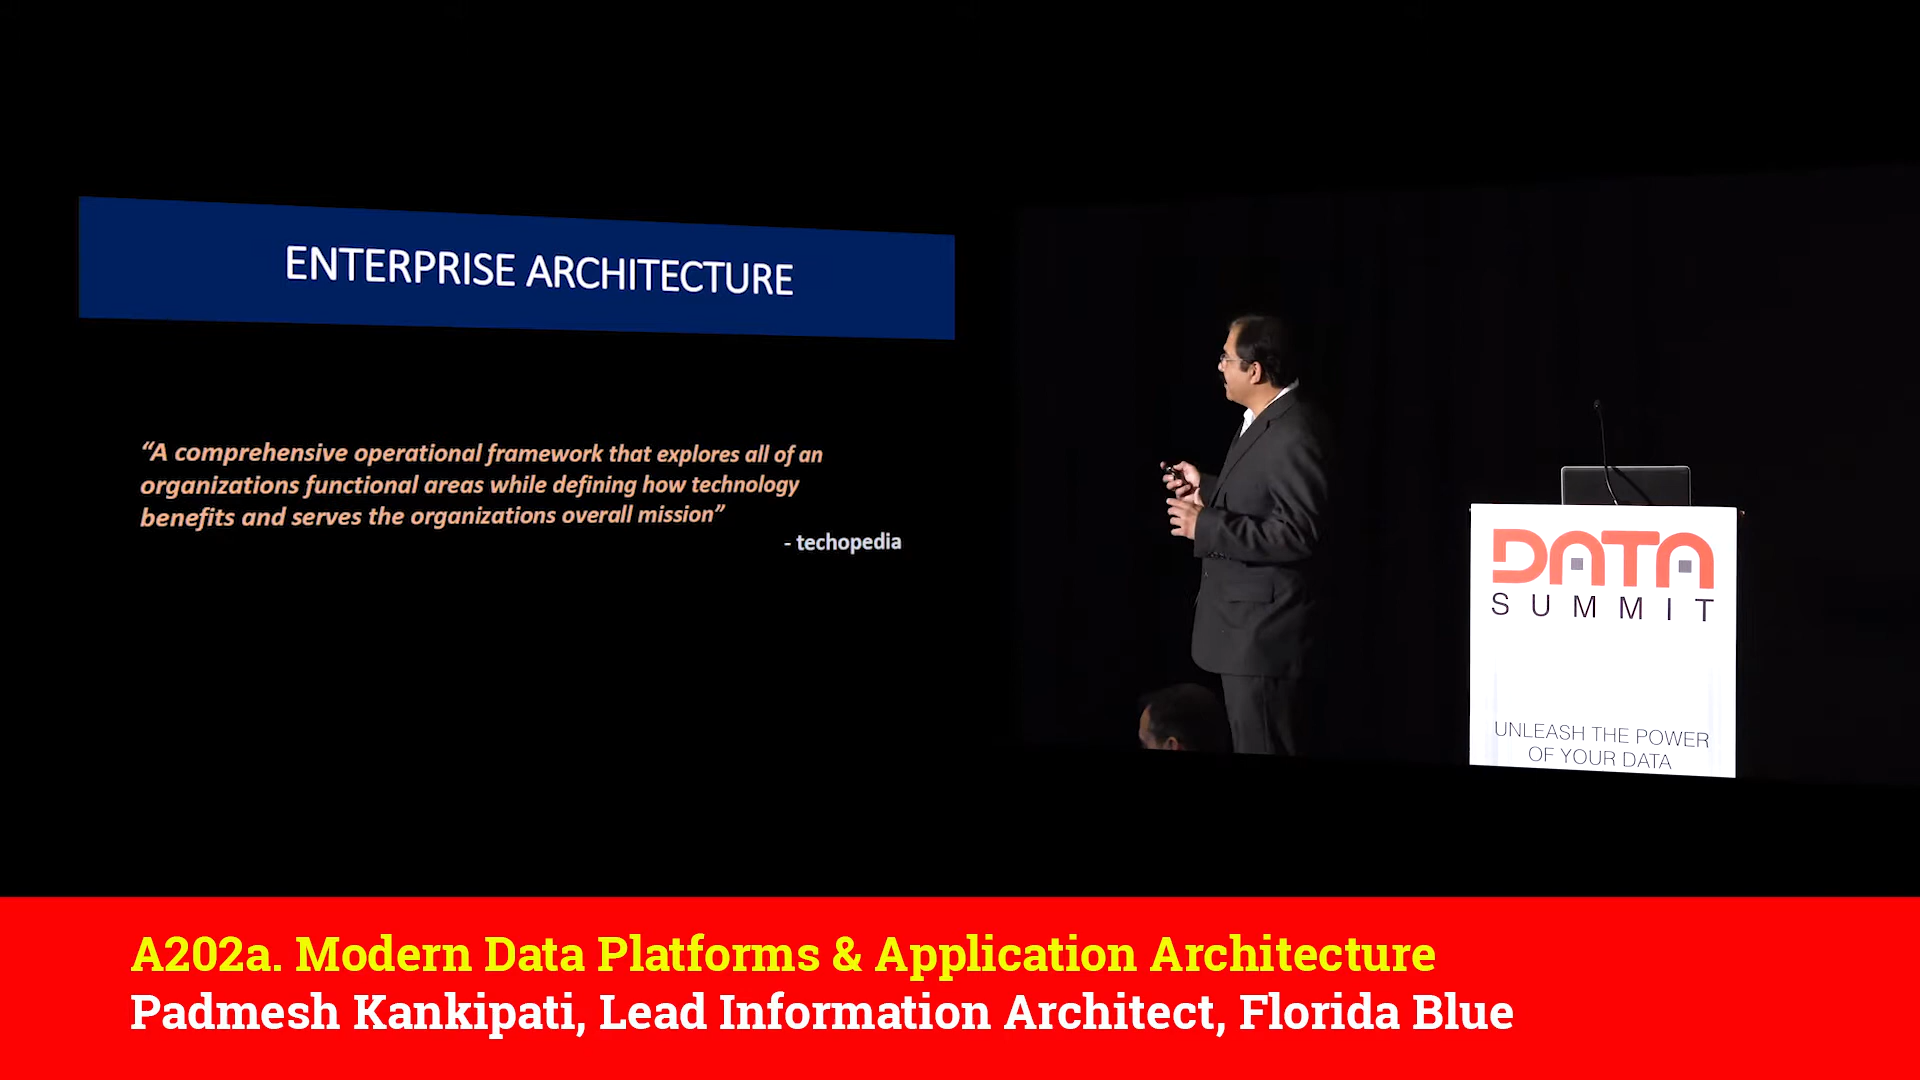 ENTERPRISE ARCHITECTURE
“A comprehensive operational framework that explores all of an
organizations functional areas while defining how technology
benefits and serves the organizations overall mission”
- techopedia
DATA
SUMMIT
UNLEASH THE POWER
OF YOUR DATA
A202a. Modern Data Platforms & Application Architecture
Padmesh Kankipati, Lead Information Architect, Florida Blue